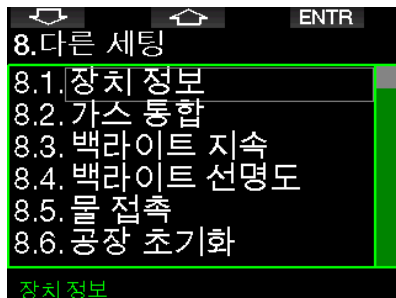 ENTR
8.다른 세팅
8.1.장치 정보
8.2.가스 통합
8.3.백라이트 지속
8.4.백라이트 선명도
8.5.물 접촉
8.6.공장 초기화
장치 정보